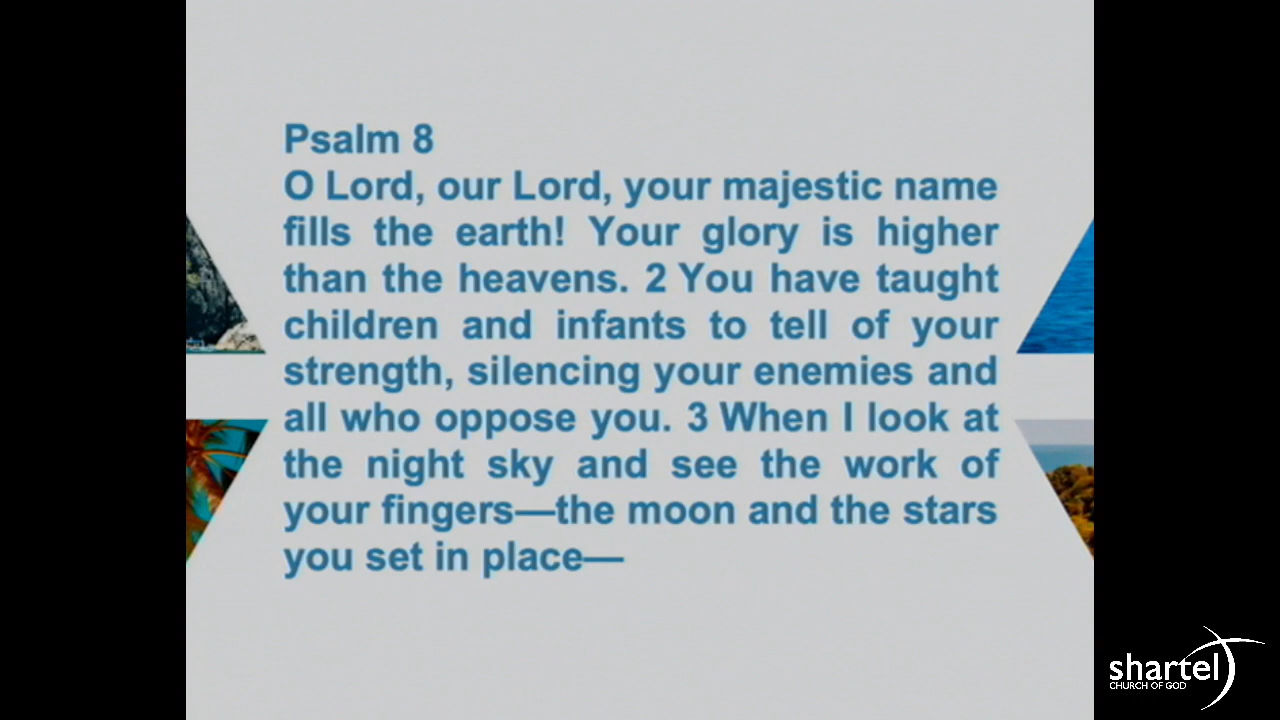 Psalm 8
O Lord, our Lord, your majestic name
fills the earth! Your glory is higher
than the heavens. 2 You have taught
children and infants to tell of your
strength, silencing your enemies and
all who oppose you. 3 When I look at
the night sky and see the work of
your fingers—the moon and the stars
you set in place—
shartel
CHURCH OF GOD